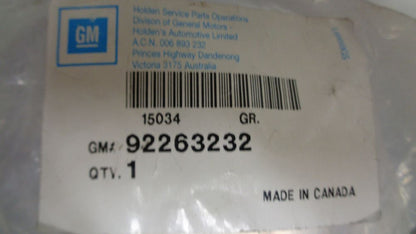 GM
Holden Service Parts Operations
Divison of General Motors -
Holden's Automotive Limited
A.C.N. 006 893 232
Princes Highway Dandenong
Victoria 3175 Australia
15034 GR.
GM# 92263232
QTY. 1
MADE IN CANADA